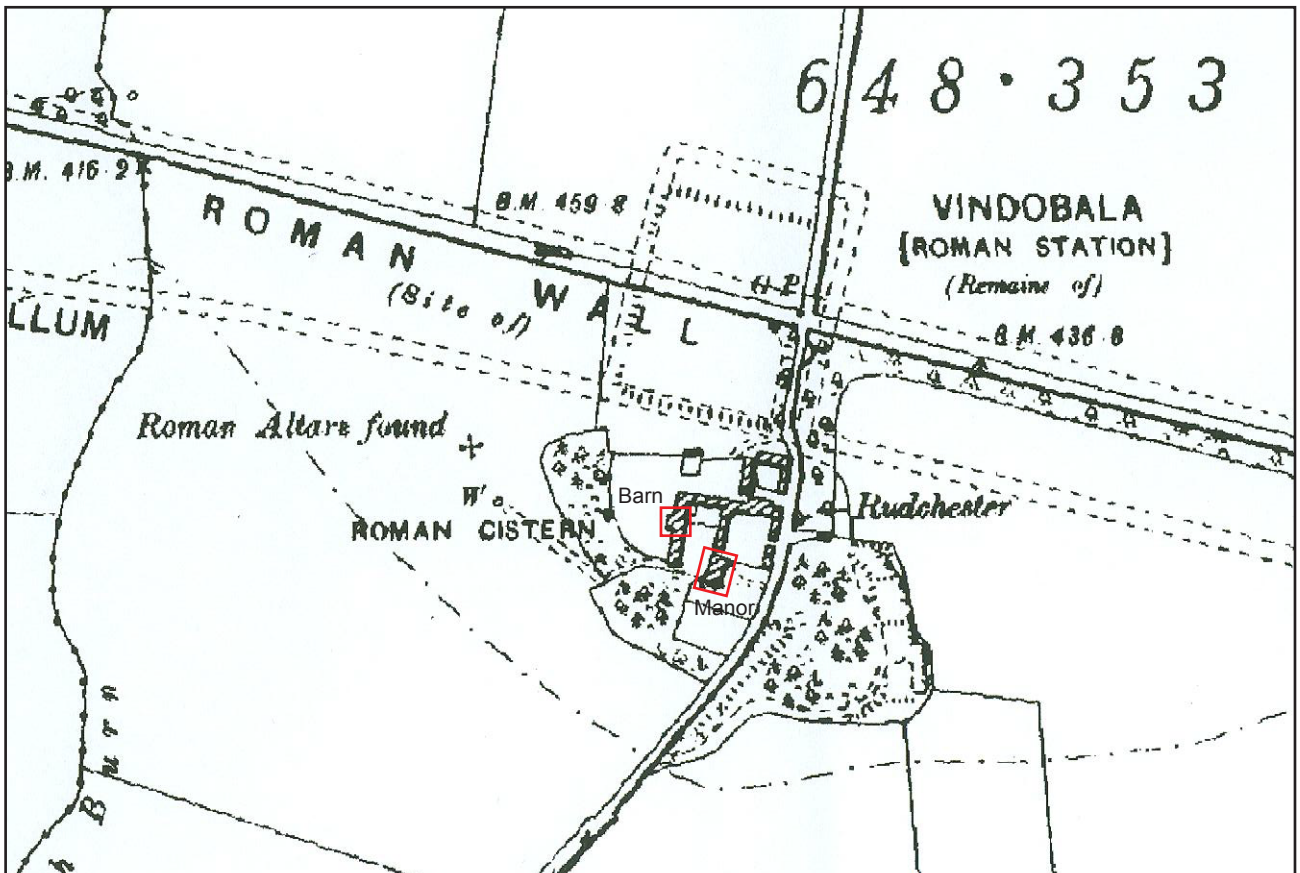 648·353
B.M. 416·2
B.M. 459·8
VINDOBALA
[ROMAN STATION]
(Remains of)
ROMAN WALL
(Site of)
G.P.
B.M. 436·8
LLUM
Roman Altars found
W
Barn
ROMAN CISTERN
Rudchester
Manor
Burn